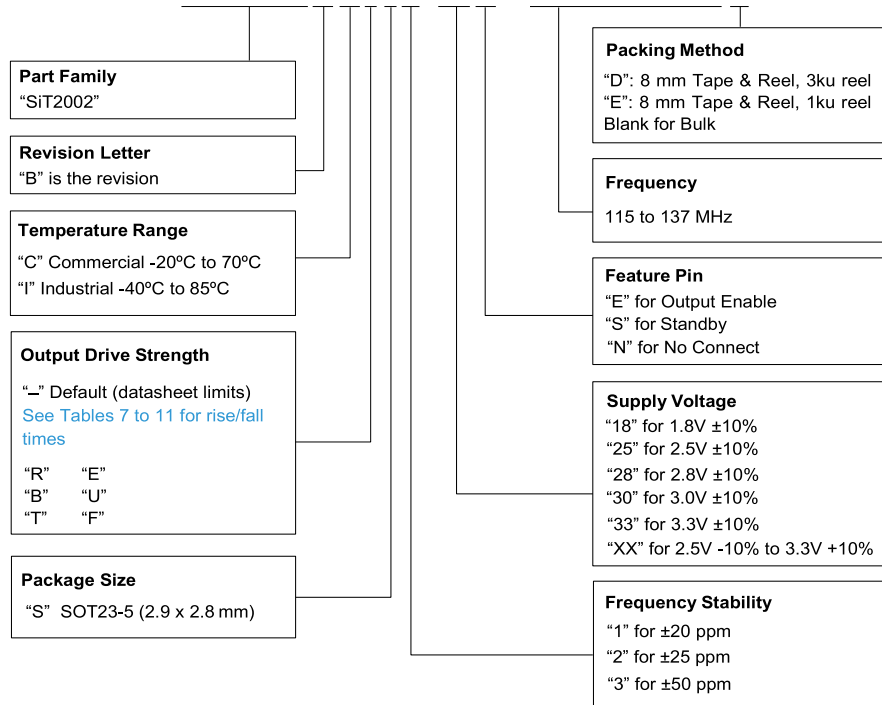 Part Family
“SiT2002”
Revision Letter
“B” is the revision
Temperature Range
“C” Commercial -20ºC to 70ºC
“I” Industrial -40ºC to 85ºC
Output Drive Strength
“–” Default (datasheet limits)
See Tables 7 to 11 for rise/fall
times
“R” “E”
“B” “U”
“T” “F”
Package Size
“S” SOT23-5 (2.9 x 2.8 mm)
Packing Method
“D”: 8 mm Tape & Reel, 3ku reel
“E”: 8 mm Tape & Reel, 1ku reel
Blank for Bulk
Frequency
115 to 137 MHz
Feature Pin
“E” for Output Enable
“S” for Standby
“N” for No Connect
Supply Voltage
“18” for 1.8V ±10%
“25” for 2.5V ±10%
“28” for 2.8V ±10%
“30” for 3.0V ±10%
“33” for 3.3V ±10%
“XX” for 2.5V -10% to 3.3V +10%
Frequency Stability
“1” for ±20 ppm
“2” for ±25 ppm
“3” for ±50 ppm